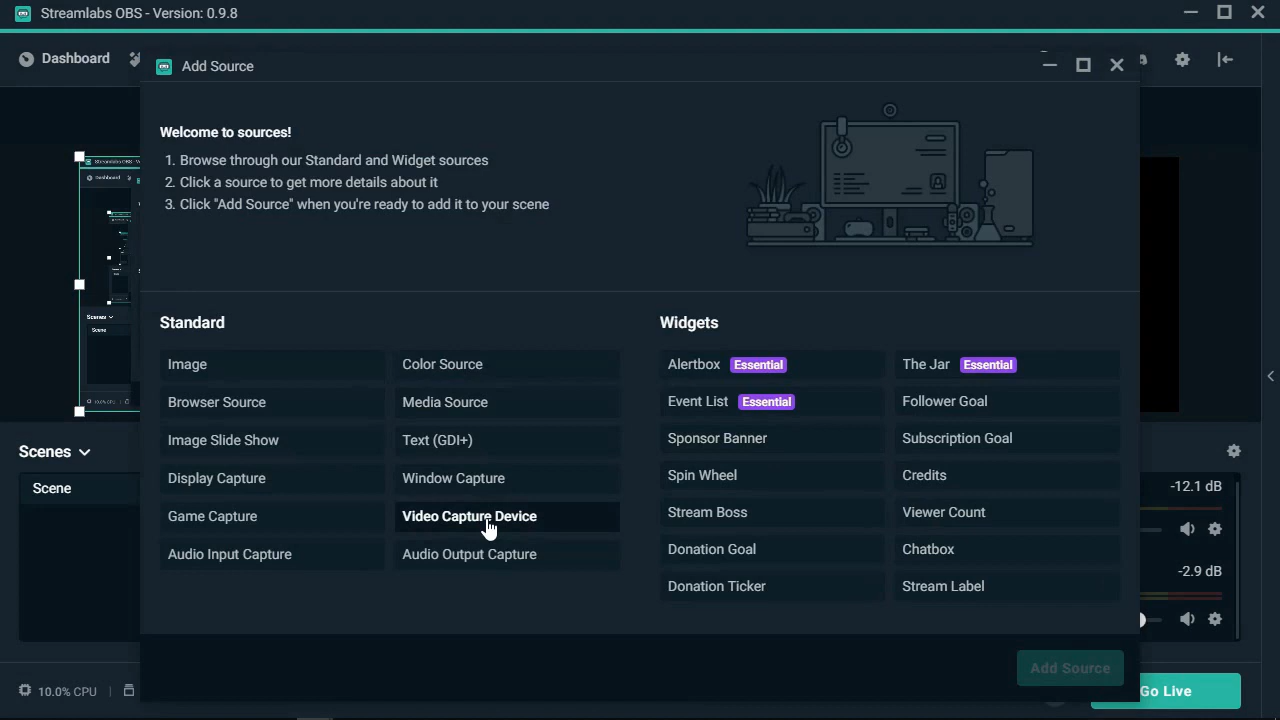 Streamlabs OBS - Version: 0.9.8
Dashboard
Add Source
Welcome to sources!
1. Browse through our Standard and Widget sources
2. Click a source to get more details about it
3. Click "Add Source" when you're ready to add it to your scene
Standard
Image
Color Source
Browser Source
Media Source
Image Slide Show
Text (GDI+)
Display Capture
Window Capture
Game Capture
Video Capture Device
Audio Input Capture
Audio Output Capture
Widgets
Alertbox Essential
The Jar Essential
Event List Essential
Follower Goal
Sponsor Banner
Subscription Goal
Spin Wheel
Credits
Stream Boss
Viewer Count
Donation Goal
Chatbox
Donation Ticker
Stream Label
Add Source
Streamlabs OBS - V
Dashboard
Scenes
Scene
Scenes
Scene
-12.1 dB
-2.9 dB
10.0% CPU
Go Live